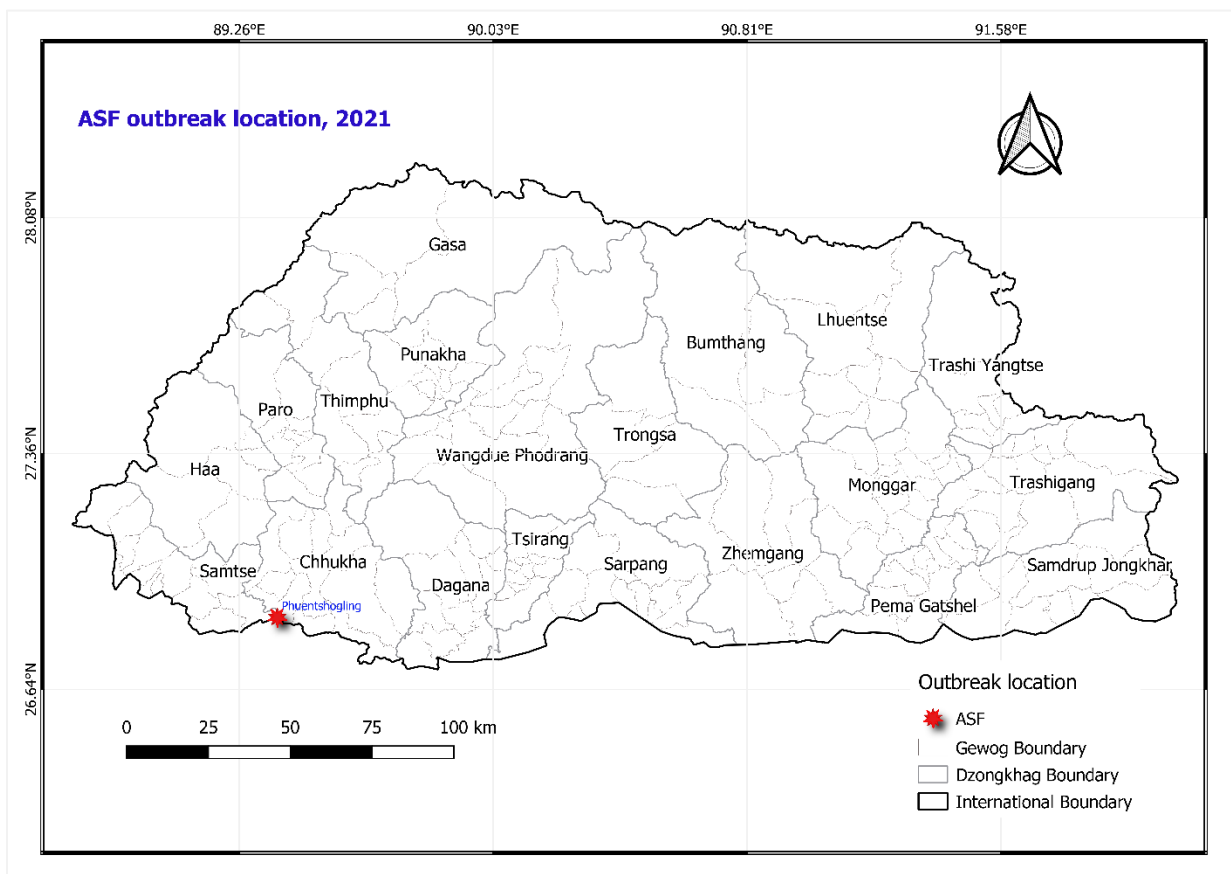 89.26°E 90.03°E 90.81°E 91.58°E
ASF outbreak location, 2021
28.08°N
Gasa
Lhuentse
Bumthang
Punakha
Trashi Yangtse
Thimphu
Paro
Trongsa
27.36°N
Wangdue Phodrang
Haa
Monggar
Trashigang
Tsirang
Zhemgang
Chhukha
Sarpang
Samdrup Jongkhar
Samtse
Dagana
Phuentshogling
Pema Gatshel
26.64°N
Outbreak location
0 25 50 75 100 km
ASF
Gewog Boundary
Dzongkhag Boundary
International Boundary